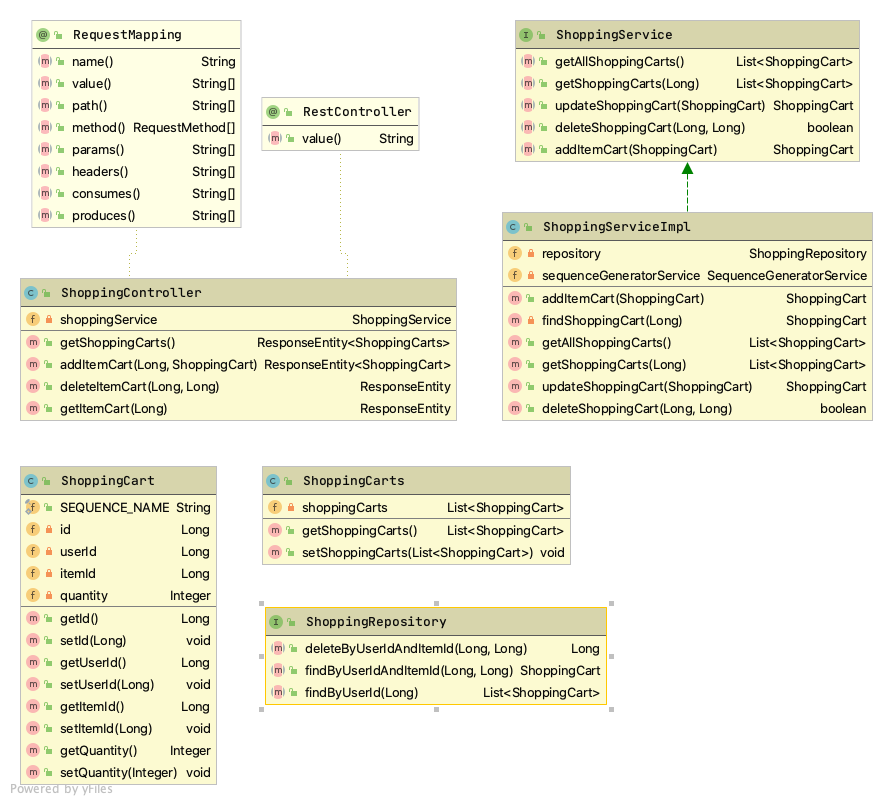 RequestMapping
name() String
value() String[]
path() String[]
method() RequestMethod[]
params() String[]
headers() String[]
consumes() String[]
produces() String[]
RestController
value() String
ShoppingService
getAllShoppingCarts() List<ShoppingCart>
getShoppingCarts(Long) List<ShoppingCart>
updateShoppingCart(ShoppingCart) ShoppingCart
deleteShoppingCart(Long, Long) boolean
addItemCart(ShoppingCart) ShoppingCart
ShoppingServiceImpl
repository ShoppingRepository
sequenceGeneratorService SequenceGeneratorService
addItemCart(ShoppingCart) ShoppingCart
findShoppingCart(Long) ShoppingCart
getAllShoppingCarts() List<ShoppingCart>
getShoppingCarts(Long) List<ShoppingCart>
updateShoppingCart(ShoppingCart) ShoppingCart
deleteShoppingCart(Long, Long) boolean
ShoppingController
shoppingService ShoppingService
getShoppingCarts() ResponseEntity<ShoppingCarts>
addItemCart(Long, ShoppingCart) ResponseEntity<ShoppingCart>
deleteItemCart(Long, Long) ResponseEntity
getItemCart(Long) ResponseEntity
ShoppingCart
SEQUENCE_NAME String
id Long
userId Long
itemId Long
quantity Integer
getId() Long
setId(Long) void
getUserId() Long
setUserId(Long) void
getItemId() Long
setItemId(Long) void
getQuantity() Integer
setQuantity(Integer) void
ShoppingCarts
shoppingCarts List<ShoppingCart>
getShoppingCarts() List<ShoppingCart>
setShoppingCarts(List<ShoppingCart>) void
ShoppingRepository
deleteByUserIdAndItemId(Long, Long) Long
findByUserIdAndItemId(Long, Long) ShoppingCart
findByUserId(Long) List<ShoppingCart>
Powered by yFiles